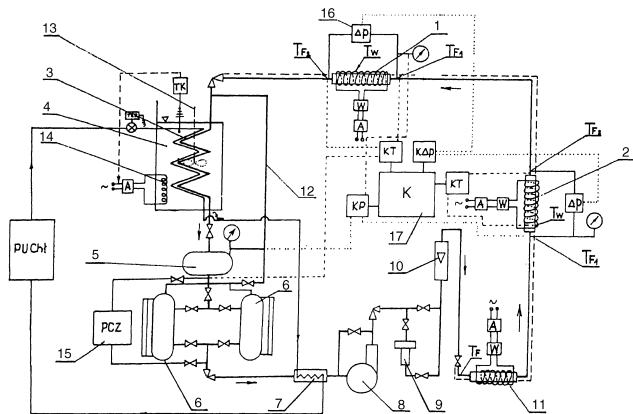 16
13
Δp
1
TF2
Tw
TF1
3
TK
4
W
A
14
TF2
KT
KΔp
12
2
A
K
KT
~
A
W
Δp
PUChł
KP
Tw
17
10
TF1
5
6
~
A
PCZ
W
TF
15
6
7
8
9
11